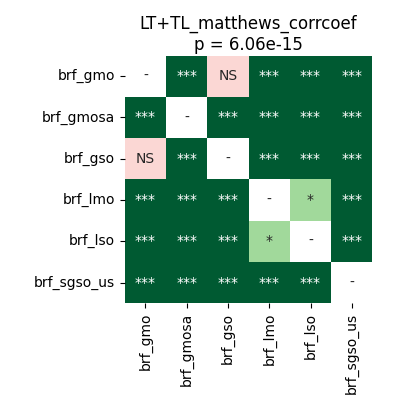 LT+TL_matthews_corrcoef
p = 6.06e-15
brf_gmo - *** NS *** *** ***
brf_gmosa *** - *** *** *** ***
brf_gso NS *** - *** *** ***
brf_lmo *** *** *** - * ***
brf_lso *** *** *** * - ***
brf_sgso_us *** *** *** *** *** -
brf_gmo brf_gmosa brf_gso brf_lmo brf_lso brf_sgso_us